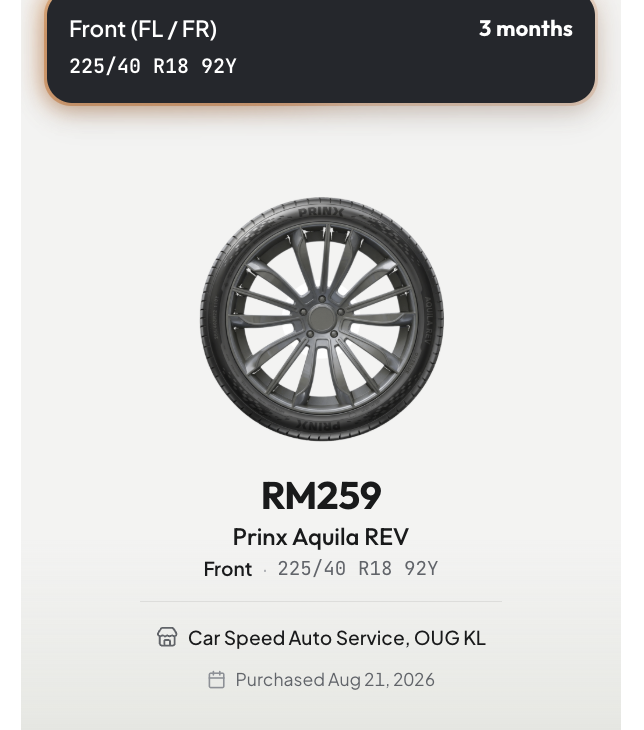 Front (FL / FR) 3 months
225/40 R18 92Y
PRINX
PRINX
RM259
Prinx Aquila REV
Front · 225/40 R18 92Y
Car Speed Auto Service, OUG KL
Purchased Aug 21, 2026